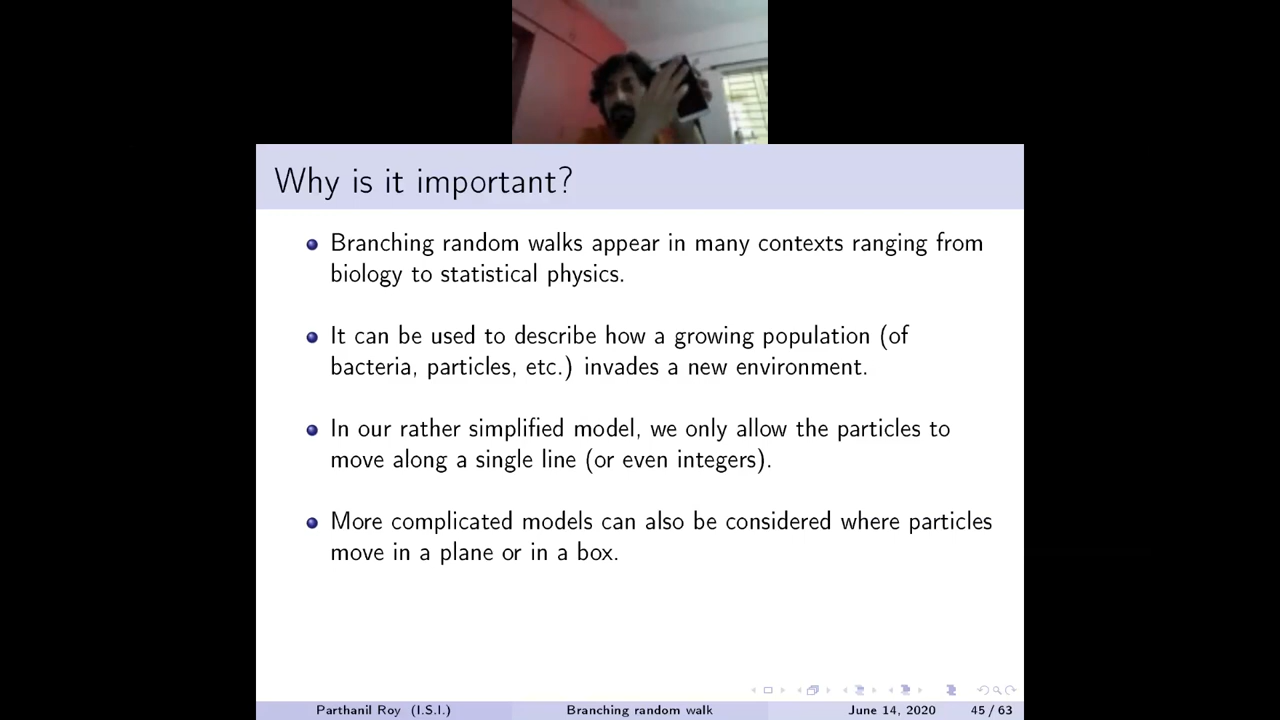 Why is it important?
Branching random walks appear in many contexts ranging from
biology to statistical physics.
It can be used to describe how a growing population (of
bacteria, particles, etc.) invades a new environment.
In our rather simplified model, we only allow the particles to
move along a single line (or even integers).
More complicated models can also be considered where particles
move in a plane or in a box.
Parthanil Roy (I.S.I.) Branching random walk June 14, 2020 45 / 63